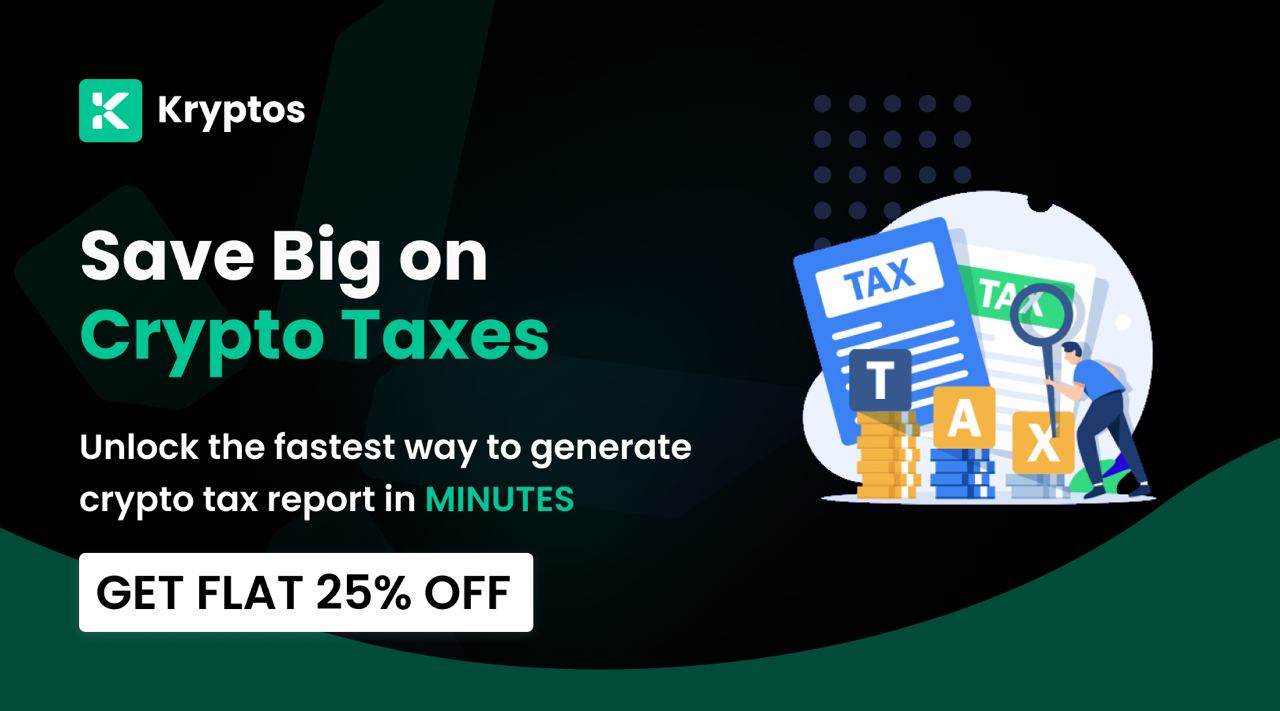 Kryptos
Save Big on
Crypto Taxes
Unlock the fastest way to generate
crypto tax report in MINUTES
GET FLAT 25% OFF
TAX
TAX
T
A
X